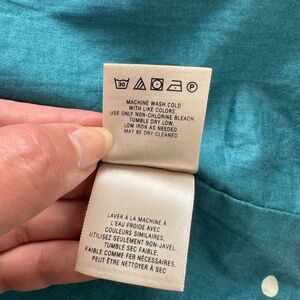 30 P
MACHINE WASH COLD
WITH LIKE COLORS.
USE ONLY NON-CHLORINE BLEACH.
TUMBLE DRY LOW.
LOW IRON AS NEEDED.
MAY BE DRY CLEANED
LAVER À LA MACHINE À
L'EAU FROIDE AVEC
COULEURS SIMILAIRES.
UTILISEZ SEULEMENT NON-JAVEL.
TUMBLE SEC FAIBLE.
FAIBLE COMME FER NÉCESSAIRES.
PEUT ÊTRE NETTOYER À SEC